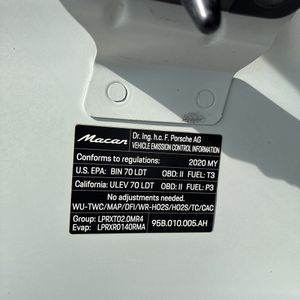 Macan
Dr. Ing. h.c. F. Porsche AG
VEHICLE EMISSION CONTROL INFORMATION
Conforms to regulations: 2020 MY
U.S. EPA: BIN 70 LDT OBD: II FUEL: T3
California: ULEV 70 LDT OBD: II FUEL: P3
No adjustments needed.
WU-TWC/MAP/DFI/WR-HO2S/HO2S/TC/CAC
Group: LPRXT02.0MR4
Evap: LPRXR0140RMA 95B.010.005.AH